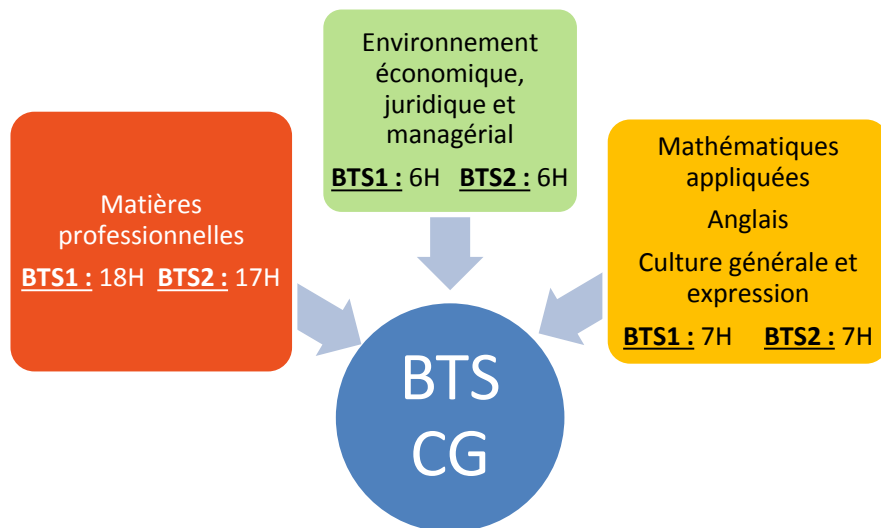 Matières
professionnelles
BTS1 : 18H BTS2 : 17H
Environnement
économique,
juridique et
managérial
BTS1 : 6H BTS2 : 6H
Mathématiques
appliquées
Anglais
Culture générale et
expression
BTS1 : 7H BTS2 : 7H
BTS
CG